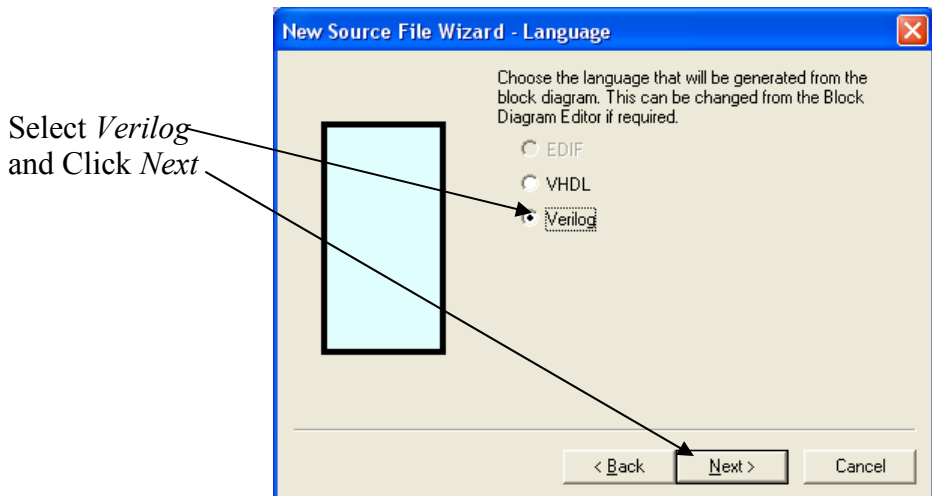 New Source File Wizard - Language
Choose the language that will be generated from the
block diagram. This can be changed from the Block
Diagram Editor if required.
Select Verilog
and Click Next
EDIF
VHDL
Verilog
< Back
Next >
Cancel